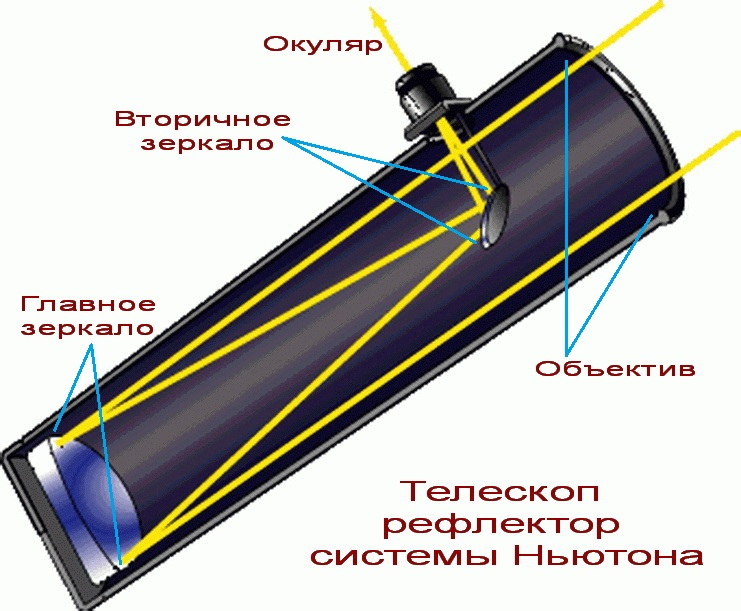 Окуляр
Вторичное
зеркало
Главное
зеркало
Объектив
Телескоп
рефлектор
системы Ньютона